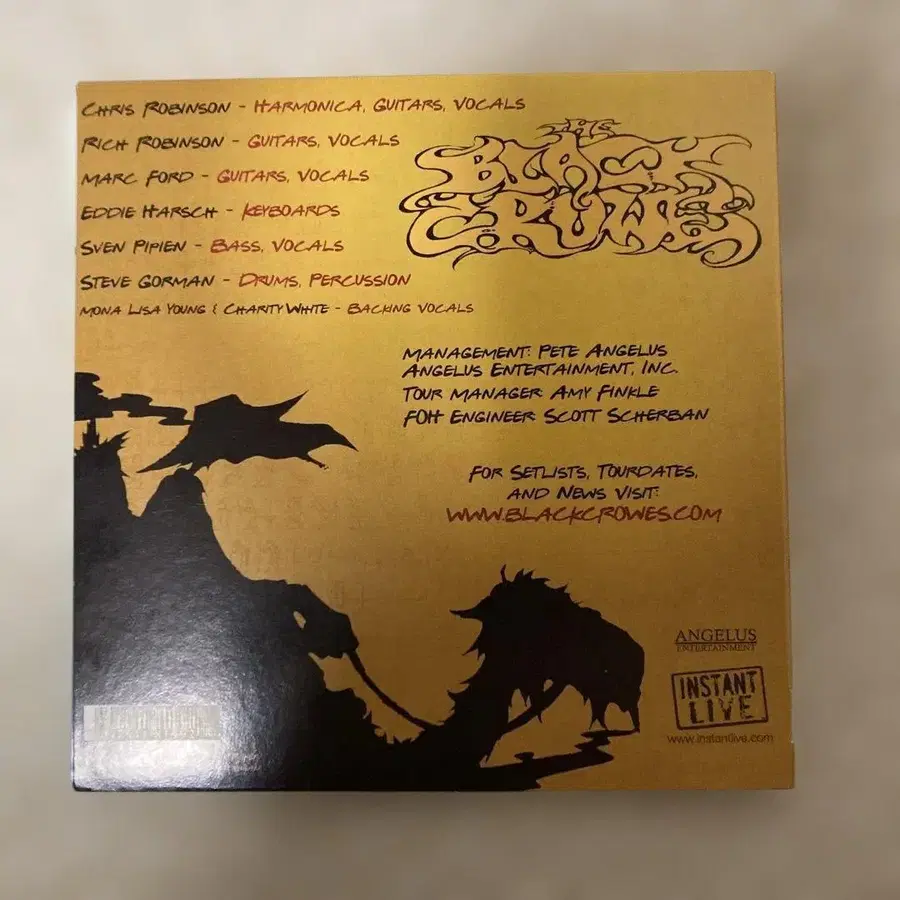 Chris Robinson - Harmonica, Guitars, Vocals
Rich Robinson - Guitars, Vocals
Marc Ford - Guitars, Vocals
Eddie Harsch - Keyboards
Sven Pipien - Bass, Vocals
Steve Gorman - Drums, Percussion
Mona Lisa Young & Charity White - Backing Vocals
THE
BLACK
CROWES
Management: Pete Angelus
Angelus Entertainment, Inc.
Tour Manager Amy Finkle
FOH Engineer Scott Scherban
For Setlists, Tourdates,
and News Visit:
www.blackcrowes.com
ANGELUS
ENTERTAINMENT
INSTANT
LIVE
www.instantlive.com